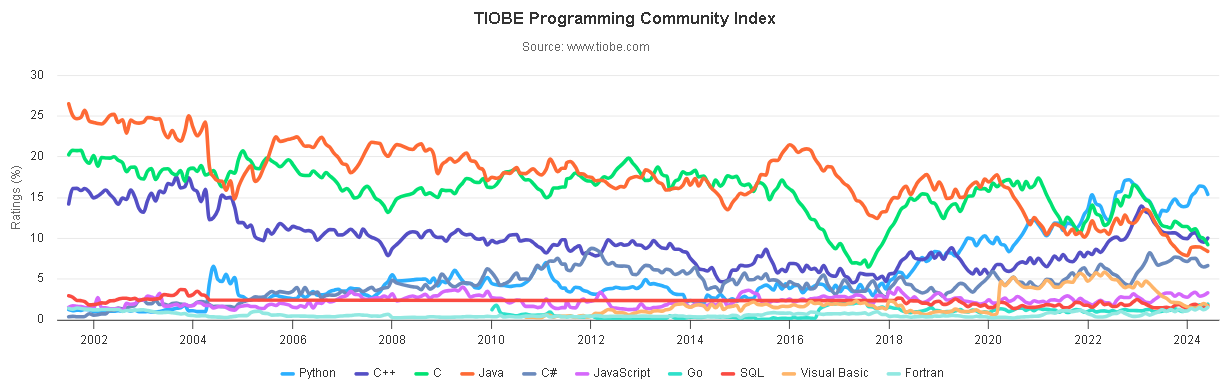 TIOBE Programming Community Index
Source: www.tiobe.com
Ratings (%)
30
25
20
15
10
5
0
2002 2004 2006 2008 2010 2012 2014 2016 2018 2020 2022 2024
Python C++ C Java C# JavaScript Go SQL Visual Basic Fortran